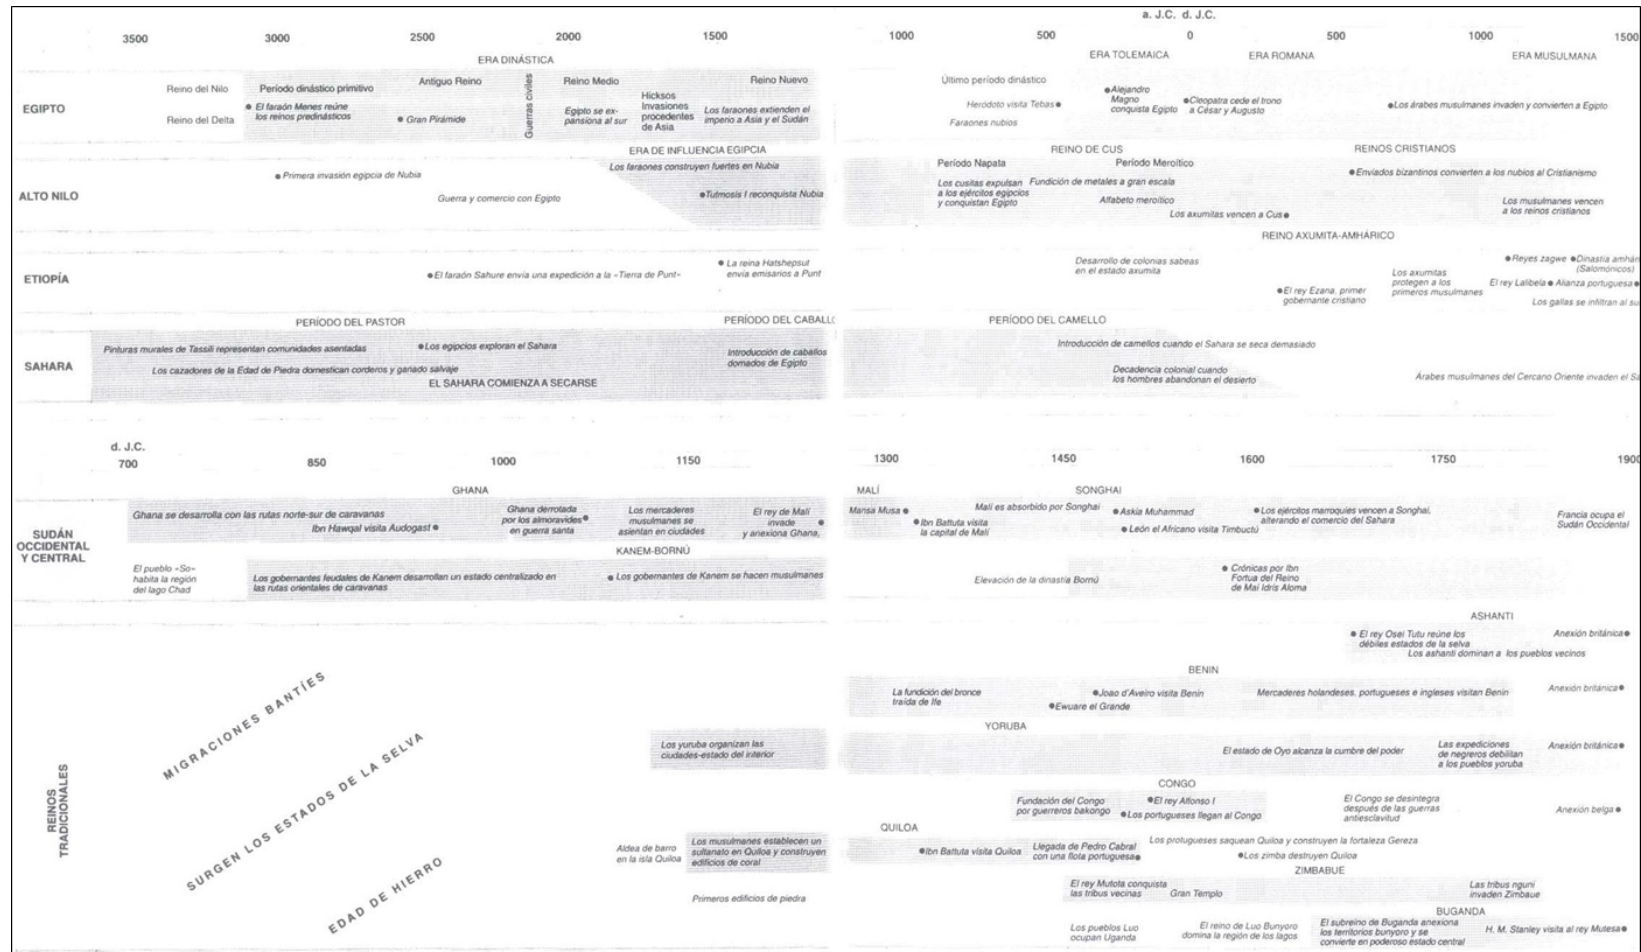 a. J.C. d. J.C.
3500 3000 2500 2000 1500 1000 500 0 500 1000 1500
ERA DINÁSTICA
ERA TOLEMAICA
ERA ROMANA
ERA MUSULMANA
EGIPTO
Reino del Nilo
Reino del Delta
Período dinástico primitivo
El faraón Menes reúne
los reinos predinásticos
Antiguo Reino
Gran Pirámide
Guerras civiles
Reino Medio
Egipto se ex-
pansiona al sur
Hicksos
Invasiones
procedentes
de Asia
Reino Nuevo
Los faraones extienden el
imperio a Asia y el Sudán
Último período dinástico
Heródoto visita Tebas
Faraones nubios
Alejandro
Magno
conquista Egipto
Cleopatra cede el trono
a César y Augusto
Los árabes musulmanes invaden y convierten a Egipto
ERA DE INFLUENCIA EGIPCIA
REINO DE CUS
REINOS CRISTIANOS
ALTO NILO
Primera invasión egipcia de Nubia
Guerra y comercio con Egipto
Los faraones construyen fuertes en Nubia
Tutmosis I reconquista Nubia
Período Napata
Los cusitas expulsan
a los ejércitos egipcios
y conquistan Egipto
Período Meroítico
Fundición de metales a gran escala
Alfabeto meroítico
Los axumitas vencen a Cus
Enviados bizantinos convierten a los nubios al Cristianismo
Los musulmanes vencen
a los reinos cristianos
REINO AXUMITA-AMHÁRICO
ETIOPÍA
El faraón Sahure envía una expedición a la «Tierra de Punt»
La reina Hatshepsut
envía emisarios a Punt
Desarrollo de colonias sabeas
en el estado axumita
El rey Ezana, primer
gobernante cristiano
Los axumitas
protegen a los
primeros musulmanes
Reyes zagwe
Dinastía amhár
(Salomónicos)
El rey Lalibela
Alianza portuguesa
Los gallas se infiltran al su
PERÍODO DEL PASTOR
PERÍODO DEL CABALLO
PERÍODO DEL CAMELLO
SAHARA
Pinturas murales de Tassili representan comunidades asentadas
Los cazadores de la Edad de Piedra domestican corderos y ganado salvaje
Los egipcios exploran el Sahara
EL SAHARA COMIENZA A SECARSE
Introducción de caballos
domados de Egipto
Introducción de camellos cuando el Sahara se seca demasiado
Decadencia colonial cuando
los hombres abandonan el desierto
Árabes musulmanes del Cercano Oriente invaden el Sa
d. J.C.
700 850 1000 1150 1300 1450 1600 1750 1900
GHANA
MALÍ
SONGHAI
SUDÁN
OCCIDENTAL
Y CENTRAL
Ghana se desarrolla con las rutas norte-sur de caravanas
Ibn Hawqal visita Audogast
Ghana derrotada
por los almoravides
en guerra santa
Los mercaderes
musulmanes se
asientan en ciudades
El rey de Malí
invade
y anexiona Ghana,
Mansa Musa
Ibn Battuta visita
la capital de Malí
Malí es absorbido por Songhai
Askia Muhammad
León el Africano visita Timbuctú
Los ejércitos marroquíes vencen a Songhai,
alterando el comercio del Sahara
Francia ocupa el
Sudán Occidental
KANEM-BORNÚ
El pueblo «So»
habita la región
del lago Chad
Los gobernantes feudales de Kanem desarrollan un estado centralizado en
las rutas orientales de caravanas
Los gobernantes de Kanem se hacen musulmanes
Elevación de la dinastía Bornú
Crónicas por Ibn
Fortua del Reino
de Mai Idris Aloma
REINOS
TRADICIONALES
MIGRACIONES BANTÍES
SURGEN LOS ESTADOS DE LA SELVA
EDAD DE HIERRO
ASHANTI
El rey Osei Tutu reúne los
débiles estados de la selva
Los ashanti dominan a los pueblos vecinos
Anexión británica
BENIN
La fundición del bronce
traída de Ife
Joao d'Aveiro visita Benín
Ewuare el Grande
Mercaderes holandeses, portugueses e ingleses visitan Benin
Anexión británica
YORUBA
Los yuruba organizan las
ciudades-estado del interior
El estado de Oyo alcanza la cumbre del poder
Las expediciones
de negreros debilitan
a los pueblos yoruba
Anexión británica
CONGO
Fundación del Congo
por guerreros bakongo
El rey Affonso I
Los portugueses llegan al Congo
El Congo se desintegra
después de las guerras
antiesclavitud
Anexión belga
QUILOA
Aldea de barro
en la isla Quiloa
Los musulmanes establecen un
sultanato en Quiloa y construyen
edificios de coral
Ibn Battuta visita Quiloa
Llegada de Pedro Cabral
con una flota portuguesa
Los protugueses saquean Quiloa y construyen la fortaleza Gereza
Los zimba destruyen Quiloa
ZIMBABUE
Primeros edificios de piedra
El rey Mutota conquista
las tribus vecinas
Gran Templo
Las tribus nguni
invaden Zimbaue
BUGANDA
Los pueblos Luo
ocupan Uganda
El reino de Luo Bunyoro
domina la región de los lagos
El subreino de Buganda anexiona
los territorios bunyoro y se
convierte en poderoso estado central
H. M. Stanley visita al rey Mutesa